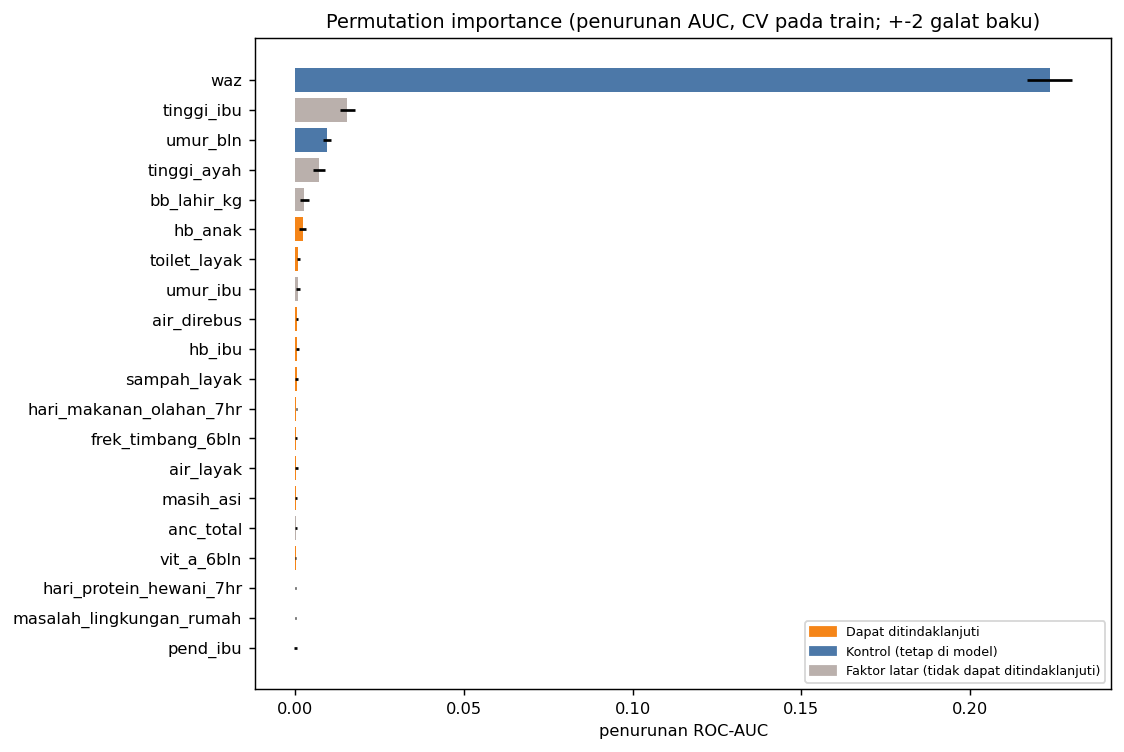 Permutation importance (penurunan AUC, CV pada train; +-2 galat baku)
waz
tinggi_ibu
umur_bln
tinggi_ayah
bb_lahir_kg
hb_anak
toilet_layak
umur_ibu
air_direbus
hb_ibu
sampah_layak
hari_makanan_olahan_7hr
frek_timbang_6bln
air_layak
masih_asi
anc_total
vit_a_6bln
hari_protein_hewani_7hr
masalah_lingkungan_rumah
pend_ibu
Dapat ditindaklanjuti
Kontrol (tetap di model)
Faktor latar (tidak dapat ditindaklanjuti)
0.00 0.05 0.10 0.15 0.20
penurunan ROC-AUC